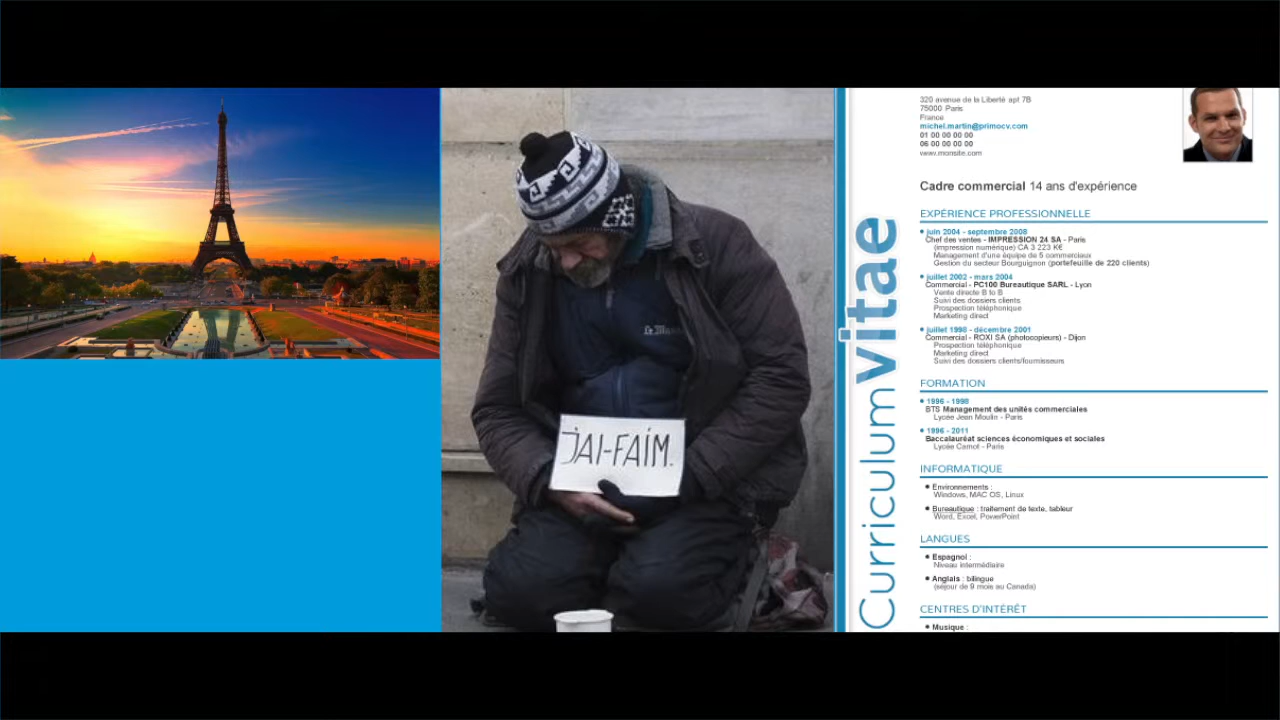 JAI-FAIM.
320 avenue de la Liberté apt 7B
75000 Paris
France
michel.martin@primocv.com
01 00 00 00 00
06 00 00 00 00
www.monsite.com
Cadre commercial 14 ans d'expérience
Curriculum vitae
EXPÉRIENCE PROFESSIONNELLE
juin 2004 - septembre 2008
Chef des ventes - IMPRESSION 24 SA - Paris
(impression numérique) CA 3 223 K€
Management d'une équipe de 5 commerciaux
Gestion du secteur Bourguignon (portefeuille de 220 clients)
juillet 2002 - mars 2004
Commercial - PC100 Bureautique SARL - Lyon
Vente directe B to B
Suivi des dossiers clients
Prospection téléphonique
Marketing direct
juillet 1998 - décembre 2001
Commercial - ROXI SA (photocopieurs) - Dijon
Prospection téléphonique
Marketing direct
Suivi des dossiers clients/fournisseurs
FORMATION
1996 - 1998
BTS Management des unités commerciales
Lycée Jean Moulin - Paris
1996 - 2011
Baccalauréat sciences économiques et sociales
Lycée Carnot - Paris
INFORMATIQUE
Environnements :
Windows, MAC OS, Linux
Bureautique : traitement de texte, tableur
Word, Excel, PowerPoint
LANGUES
Espagnol :
Niveau intermédiaire
Anglais : bilingue
(séjour de 9 mois au Canada)
CENTRES D'INTÉRÊT
Musique :